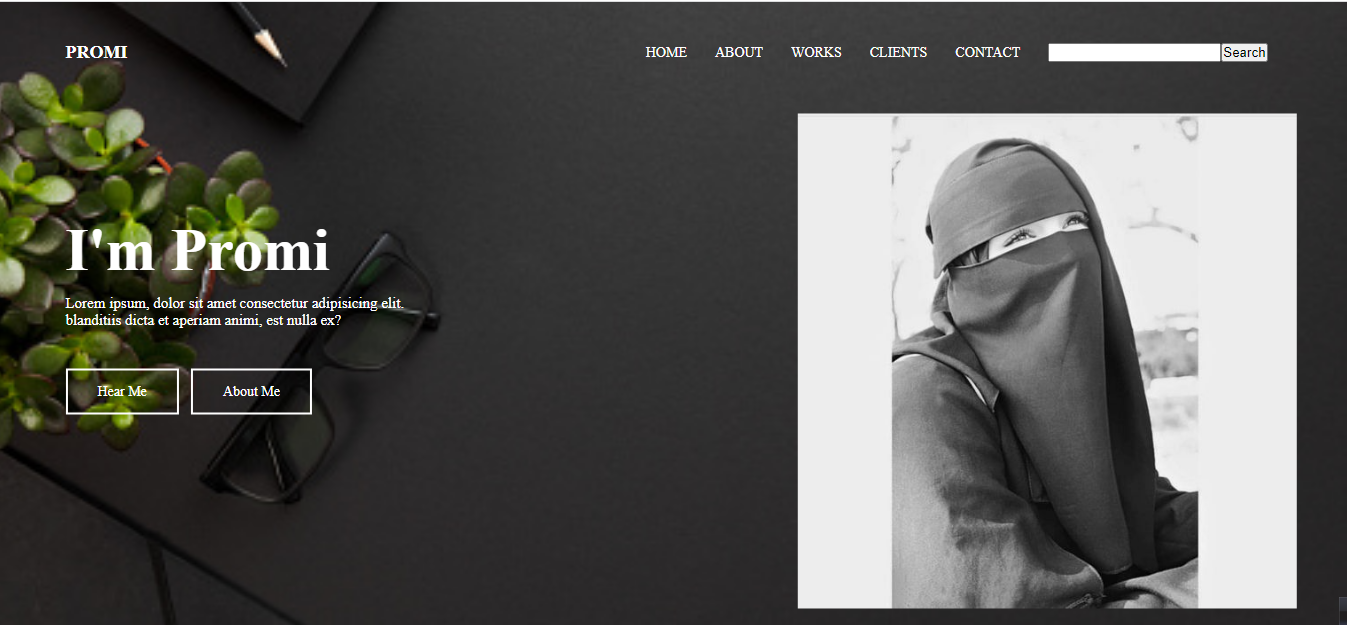 PROMI
HOME ABOUT WORKS CLIENTS CONTACT Search
I'm Promi
Lorem ipsum, dolor sit amet consectetur adipisicing elit.
blanditiis dicta et aperiam animi, est nulla ex?
Hear Me About Me